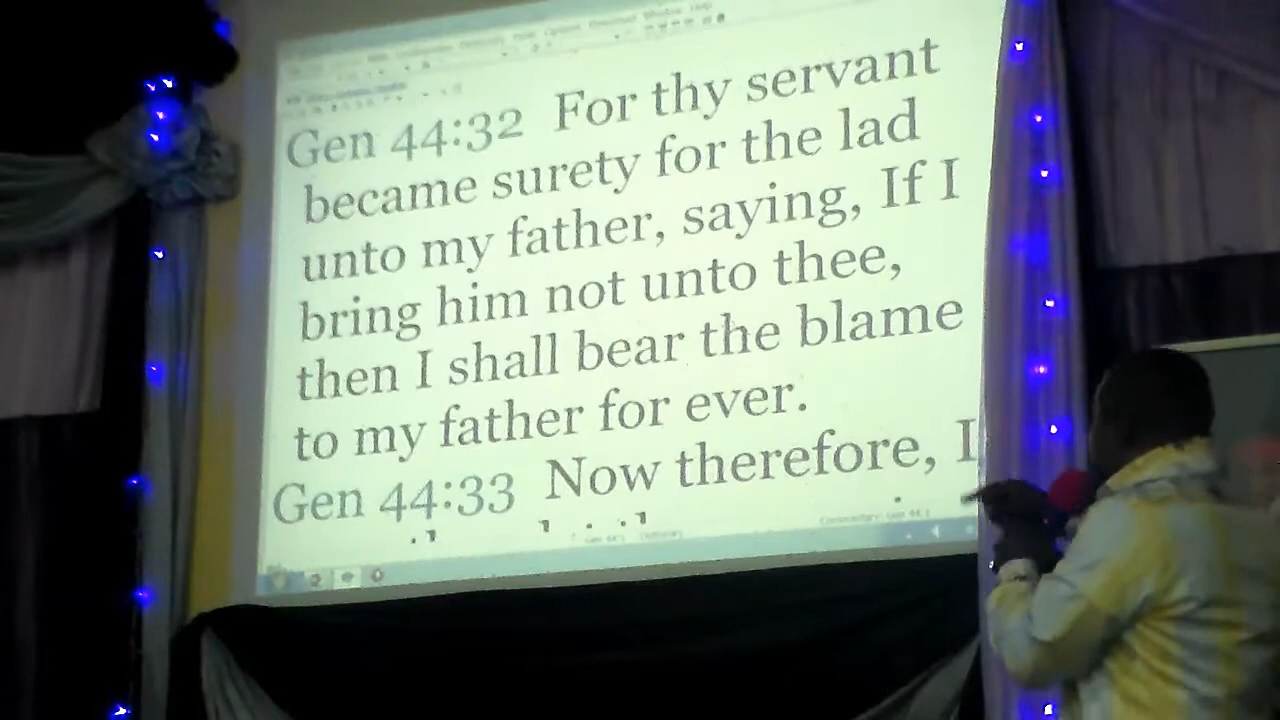 Gen 44:32 For thy servant
became surety for the lad
unto my father, saying, If I
bring him not unto thee,
then I shall bear the blame
to my father for ever.
Gen 44:33 Now therefore, I